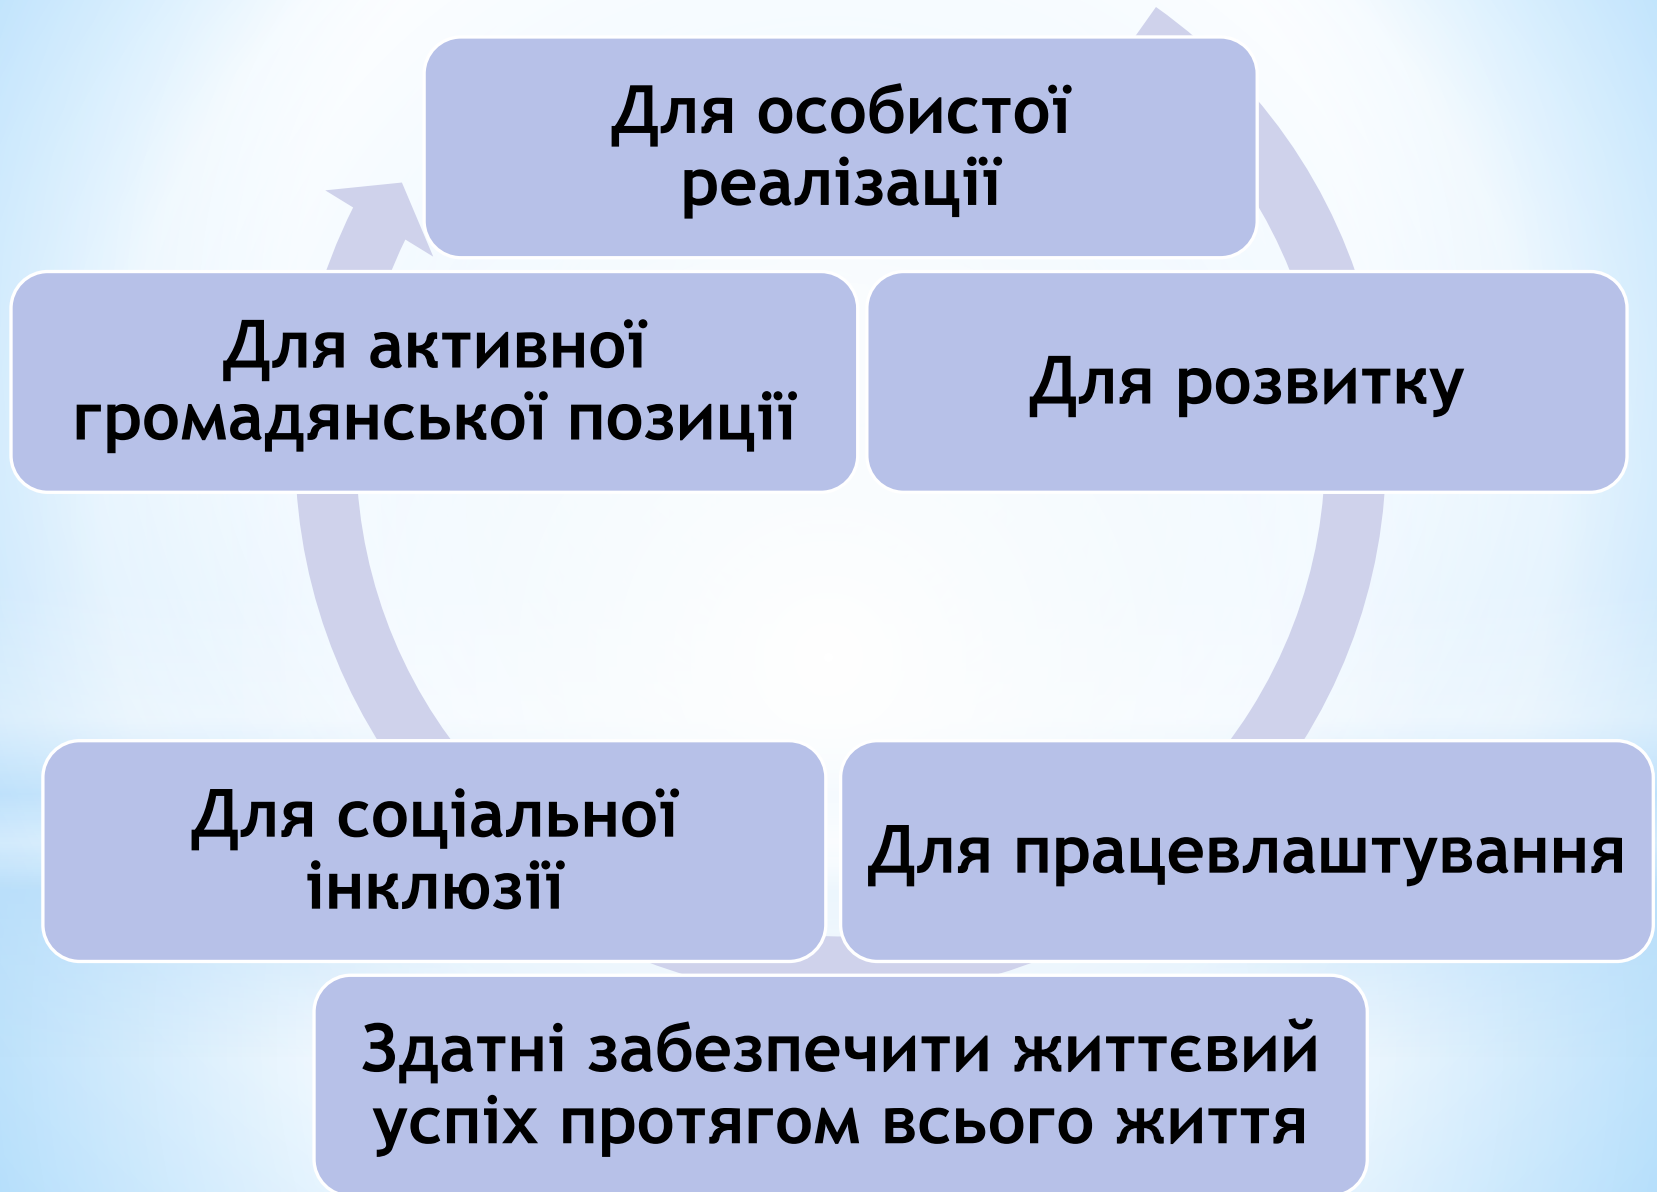 Для особистої
реалізації
Для активної
громадянської позиції
Для розвитку
Для соціальної
інклюзії
Для працевлаштування
Здатні забезпечити життєвий
успіх протягом всього життя